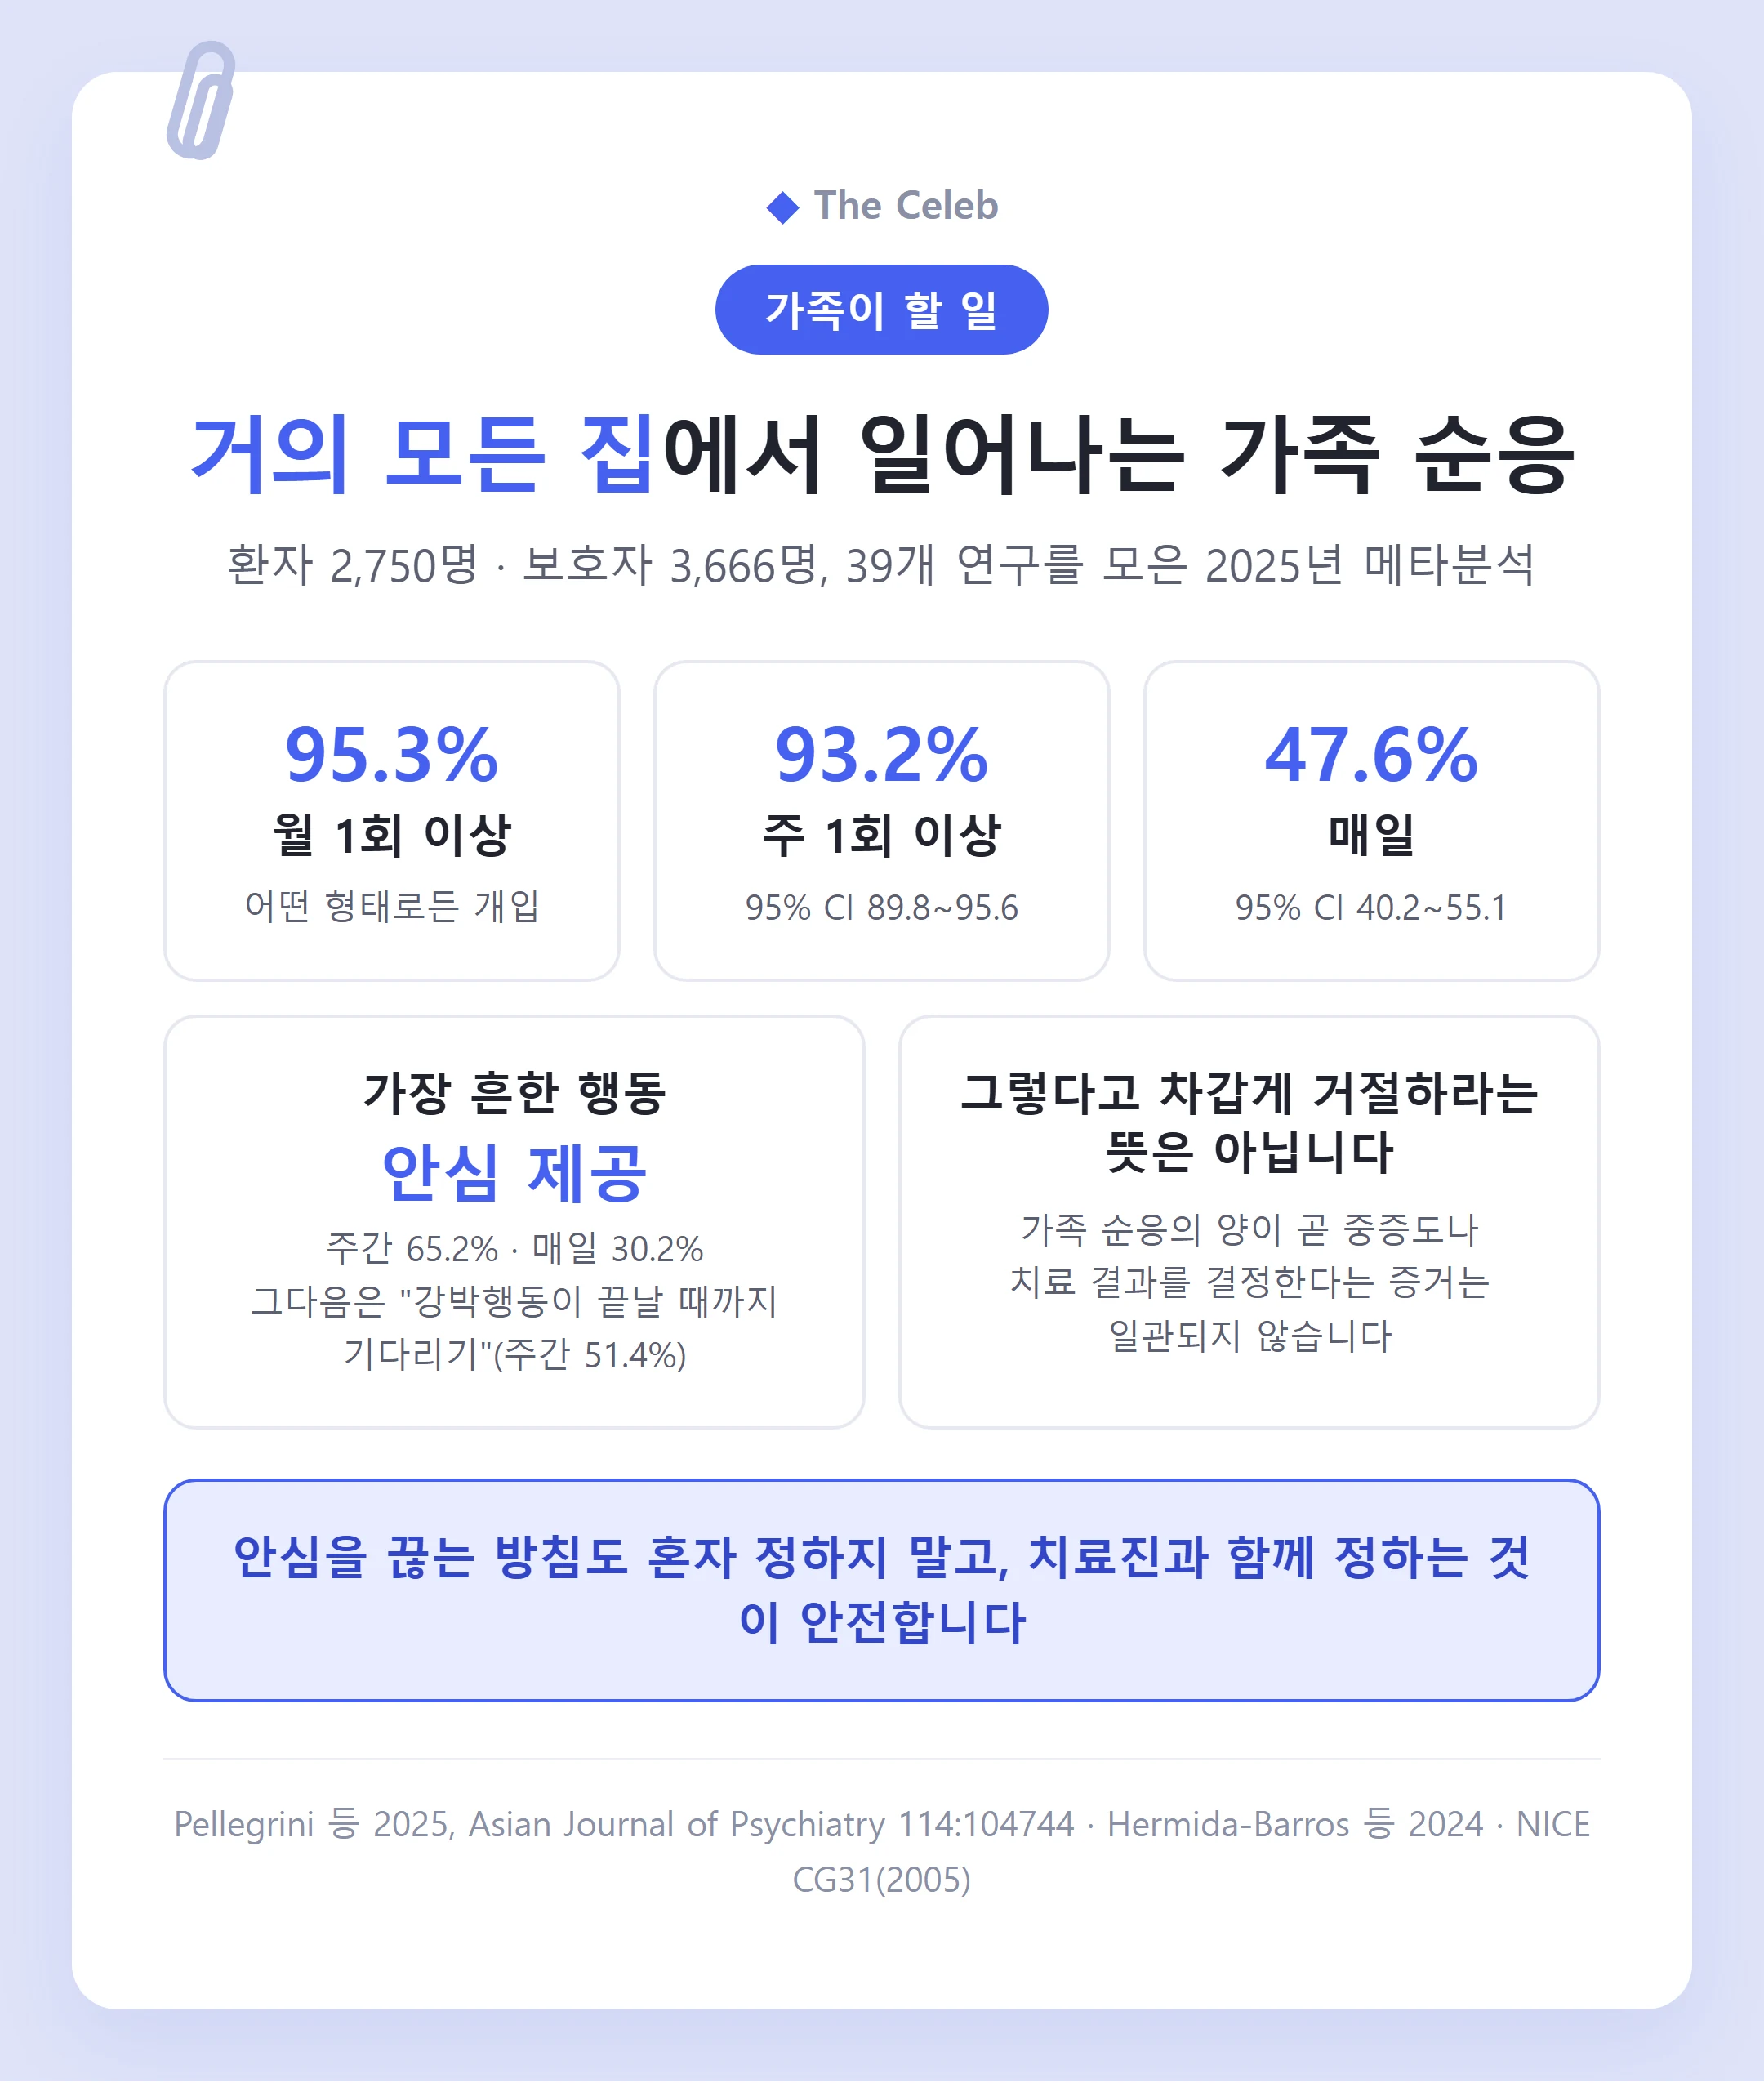 The Celeb
가족이 할 일
거의 모든 집에서 일어나는 가족 순응
환자 2,750명 · 보호자 3,666명, 39개 연구를 모은 2025년 메타분석
95.3%
월 1회 이상
어떤 형태로든 개입
93.2%
주 1회 이상
95% CI 89.8~95.6
47.6%
매일
95% CI 40.2~55.1
가장 흔한 행동
안심 제공
주간 65.2% · 매일 30.2%
그다음은 "강박행동이 끝날 때까지
기다리기"(주간 51.4%)
그렇다고 차갑게 거절하라는
뜻은 아닙니다
가족 순응의 양이 곧 중증도나
치료 결과를 결정한다는 증거는
일관되지 않습니다
안심을 끊는 방침도 혼자 정하지 말고, 치료진과 함께 정하는 것
이 안전합니다
Pellegrini 등 2025, Asian Journal of Psychiatry 114:104744 · Hermida-Barros 등 2024 · NICE
CG31(2005)